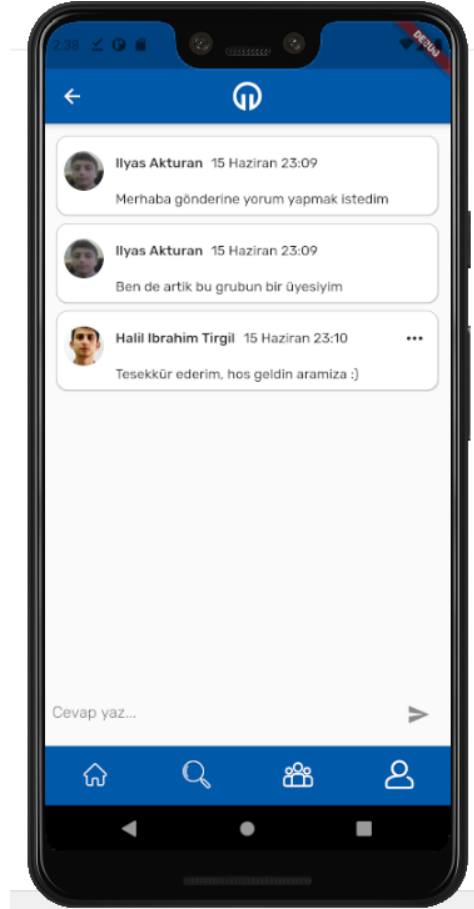 2:38
DEBUG
Ilyas Akturan 15 Haziran 23:09
Merhaba gönderine yorum yapmak istedim
Ilyas Akturan 15 Haziran 23:09
Ben de artik bu grubun bir üyesiyim
Halil Ibrahim Tirgil 15 Haziran 23:10
Tesekkür ederim, hos geldin aramiza :)
Cevap yaz...